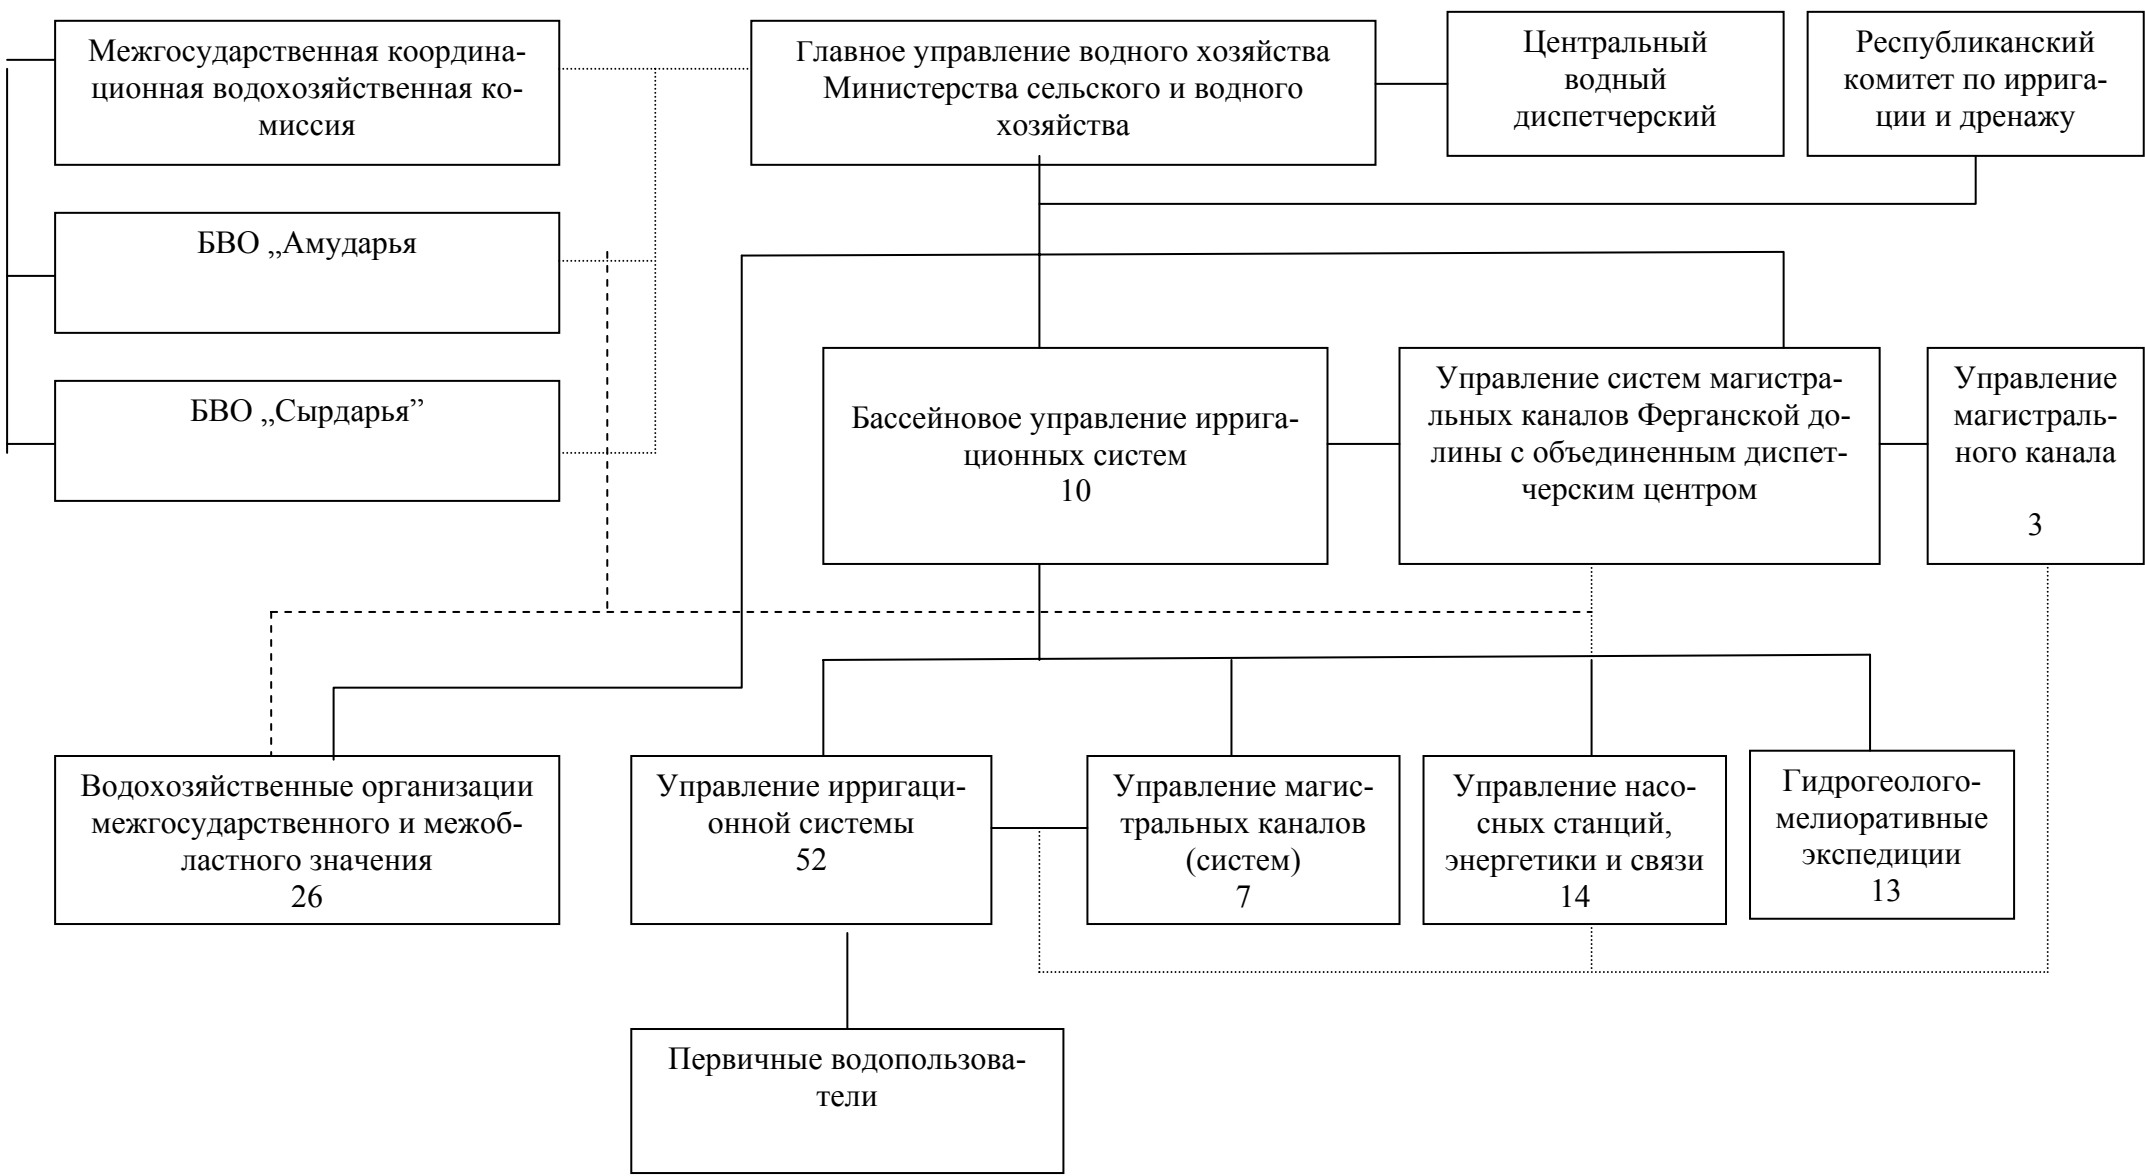 Межгосударственная координа-
ционная водохозяйственная ко-
миссия
Главное управление водного хозяйства
Министерства сельского и водного
хозяйства
Центральный
водный
диспетчерский
Республиканский
комитет по иррига-
ции и дренажу
БВО „Амударья
БВО „Сырдарья”
Бассейновое управление иррига-
ционных систем
10
Управление систем магистра-
льных каналов Ферганской до-
лины с объединенным диспет-
черским центром
Управление
магистраль-
ного канала
3
Водохозяйственные организации
межгосударственного и межоб-
ластного значения
26
Управление ирригаци-
онной системы
52
Управление магис-
тральных каналов
(систем)
7
Управление насо-
сных станций,
энергетики и связи
14
Гидрогеолого-
мелиоративные
экспедиции
13
Первичные водопользова-
тели